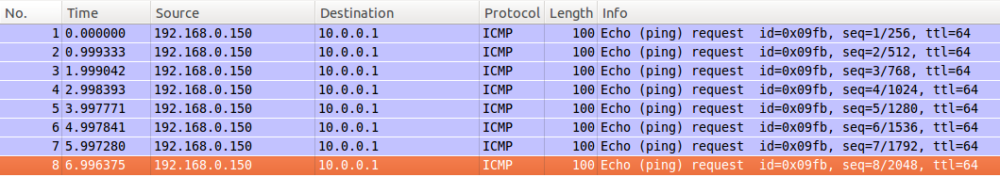 No. Time Source Destination Protocol Length Info
1 0.000000 192.168.0.150 10.0.0.1 ICMP 100 Echo (ping) request id=0x09fb, seq=1/256, ttl=64
2 0.999333 192.168.0.150 10.0.0.1 ICMP 100 Echo (ping) request id=0x09fb, seq=2/512, ttl=64
3 1.999042 192.168.0.150 10.0.0.1 ICMP 100 Echo (ping) request id=0x09fb, seq=3/768, ttl=64
4 2.998393 192.168.0.150 10.0.0.1 ICMP 100 Echo (ping) request id=0x09fb, seq=4/1024, ttl=64
5 3.997771 192.168.0.150 10.0.0.1 ICMP 100 Echo (ping) request id=0x09fb, seq=5/1280, ttl=64
6 4.997841 192.168.0.150 10.0.0.1 ICMP 100 Echo (ping) request id=0x09fb, seq=6/1536, ttl=64
7 5.997280 192.168.0.150 10.0.0.1 ICMP 100 Echo (ping) request id=0x09fb, seq=7/1792, ttl=64
8 6.996375 192.168.0.150 10.0.0.1 ICMP 100 Echo (ping) request id=0x09fb, seq=8/2048, ttl=64